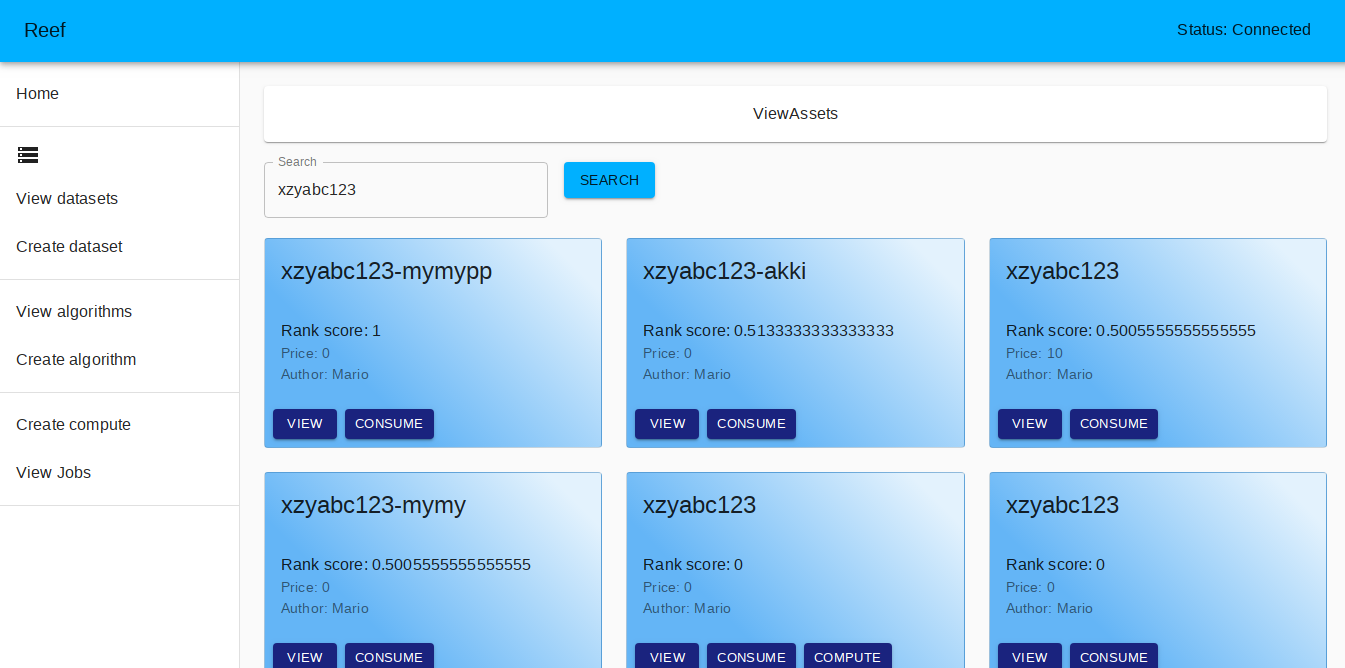 Reef
Status: Connected
Home
View datasets
Create dataset
View algorithms
Create algorithm
Create compute
View Jobs
ViewAssets
Search
xzyabc123
SEARCH
xzyabc123-mymypp
Rank score: 1
Price: 0
Author: Mario
VIEW CONSUME
xzyabc123-akki
Rank score: 0.5133333333333333
Price: 0
Author: Mario
VIEW CONSUME
xzyabc123
Rank score: 0.5005555555555555
Price: 10
Author: Mario
VIEW CONSUME
xzyabc123-mymy
Rank score: 0.5005555555555555
Price: 0
Author: Mario
VIEW CONSUME
xzyabc123
Rank score: 0
Price: 0
Author: Mario
VIEW CONSUME COMPUTE
xzyabc123
Rank score: 0
Price: 0
Author: Mario
VIEW CONSUME